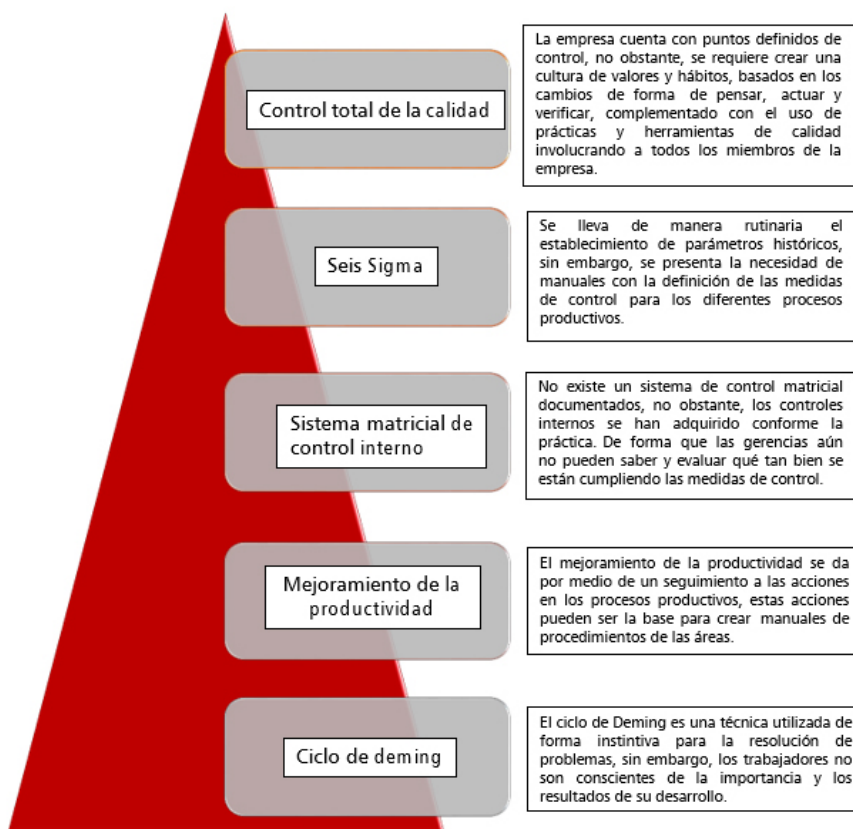 Control total de la calidad
La empresa cuenta con puntos definidos de
control, no obstante, se requiere crear una
cultura de valores y hábitos, basados en los
cambios de forma de pensar, actuar y
verificar, complementado con el uso de
prácticas y herramientas de calidad
involucrando a todos los miembros de la
empresa.
Seis Sigma
Se lleva de manera rutinaria el
establecimiento de parámetros históricos,
sin embargo, se presenta la necesidad de
manuales con la definición de las medidas
de control para los diferentes procesos
productivos.
Sistema matricial de
control interno
No existe un sistema de control matricial
documentados, no obstante, los controles
internos se han adquirido conforme la
práctica. De forma que las gerencias aún
no pueden saber y evaluar qué tan bien se
están cumpliendo las medidas de control.
Mejoramiento de la
productividad
El mejoramiento de la productividad se da
por medio de un seguimiento a las acciones
en los procesos productivos, estas acciones
pueden ser la base para crear manuales de
procedimientos de las áreas.
Ciclo de deming
El ciclo de Deming es una técnica utilizada de
forma instintiva para la resolución de
problemas, sin embargo, los trabajadores no
son conscientes de la importancia y los
resultados de su desarrollo.